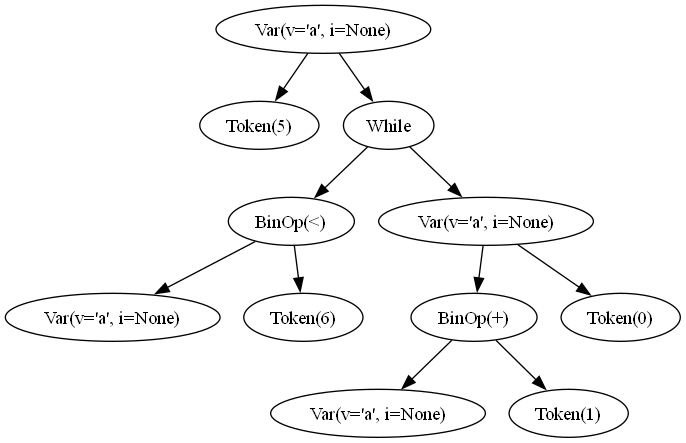 Var(v='a', i=None)
Token(5)
While
BinOp(<)
Var(v='a', i=None)
Var(v='a', i=None)
Token(6)
BinOp(+)
Token(0)
Var(v='a', i=None)
Token(1)